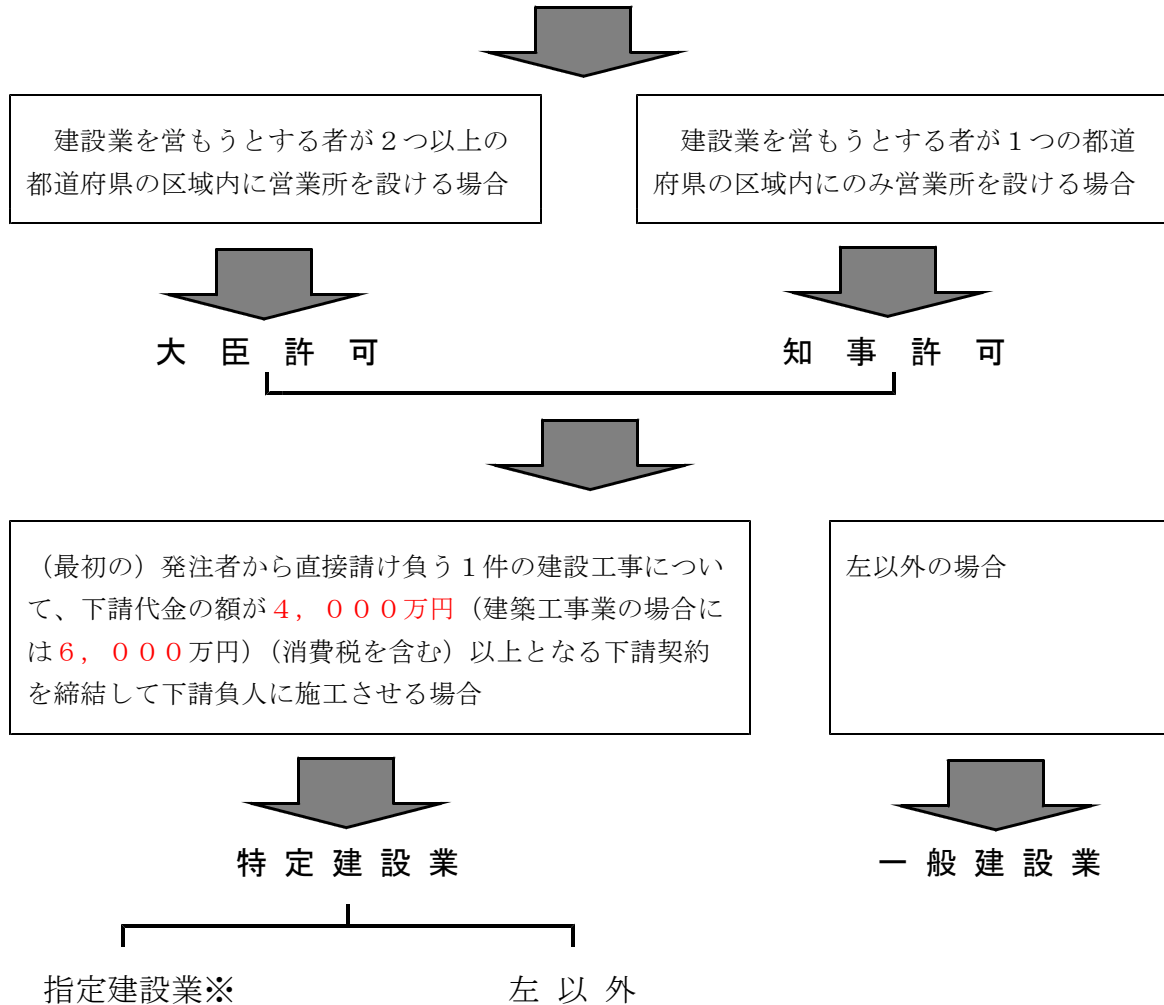 建設業を営もうとする者が２つ以上の
都道府県の区域内に営業所を設ける場合
建設業を営もうとする者が１つの都道
府県の区域内にのみ営業所を設ける場合
大臣許可
知事許可
（最初の）発注者から直接請け負う１件の建設工事につい
て、下請代金の額が４，０００万円（建築工事業の場合に
は６，０００万円）（消費税を含む）以上となる下請契約
を締結して下請負人に施工させる場合
左以外の場合
特定建設業
一般建設業
指定建設業※
左以外